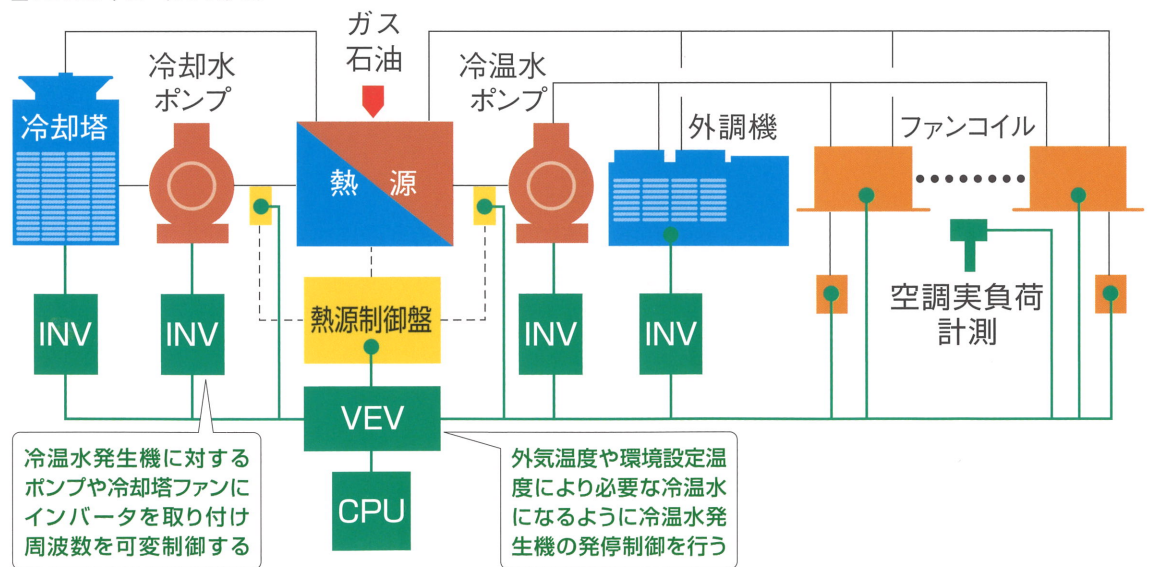 ガス
石油
冷却水
ポンプ
冷温水
ポンプ
冷却塔
熱 源
外調機
ファンコイル
INV
INV
熱源制御盤
INV
INV
空調実負荷
計測
VEV
CPU
冷温水発生機に対する
ポンプや冷却塔ファンに
インバータを取り付け
周波数を可変制御する
外気温度や環境設定温
度により必要な冷温水
になるように冷温水発
生機の発停制御を行う